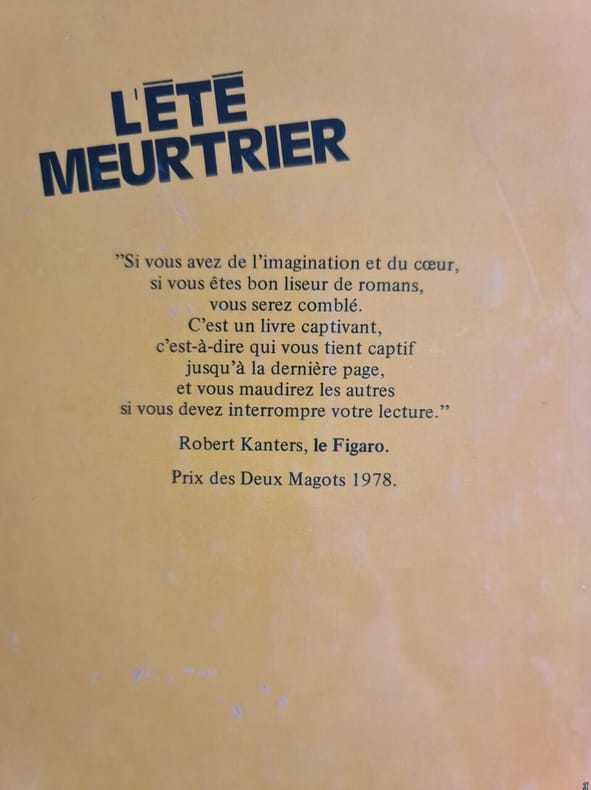 L'ÉTÉ
MEURTRIER
"Si vous avez de l'imagination et du cœur,
si vous êtes bon liseur de romans,
vous serez comblé.
C'est un livre captivant,
c'est-à-dire qui vous tient captif
jusqu'à la dernière page,
et vous maudirez les autres
si vous devez interrompre votre lecture."
Robert Kanters, le Figaro.
Prix des Deux Magots 1978.